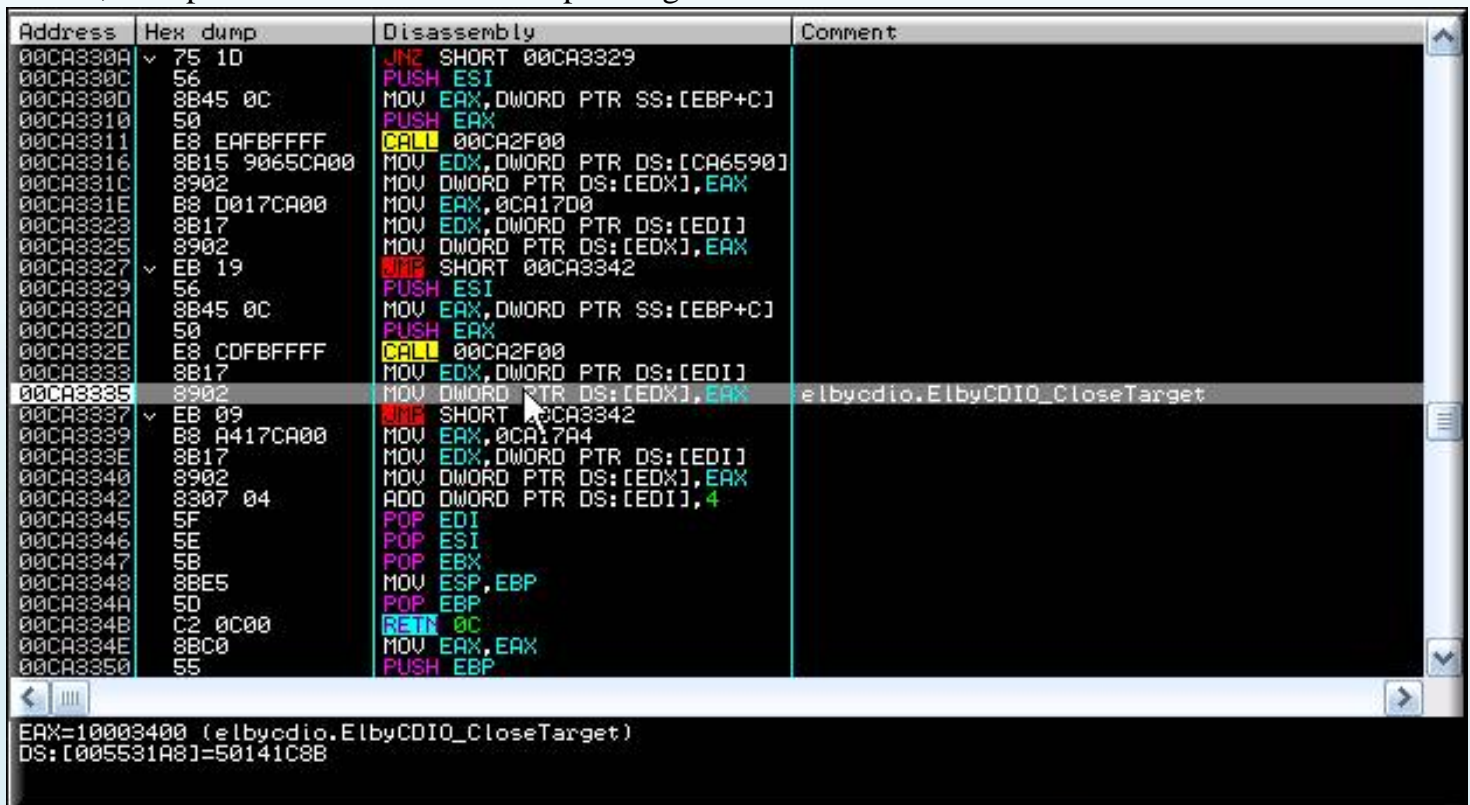 Address Hex dump Disassembly Comment
00CA330A 75 1D JNZ SHORT 00CA3329
00CA330C 56 PUSH ESI
00CA330D 8B45 0C MOV EAX,DWORD PTR SS:[EBP+C]
00CA3310 50 PUSH EAX
00CA3311 E8 EAFBFFFF CALL 00CA2F00
00CA3316 8B15 9065CA00 MOV EDX,DWORD PTR DS:[CA6590]
00CA331C 8902 MOV DWORD PTR DS:[EDX],EAX
00CA331E B8 D017CA00 MOV EAX,0CA17D0
00CA3323 8B17 MOV EDX,DWORD PTR DS:[EDI]
00CA3325 8902 MOV DWORD PTR DS:[EDX],EAX
00CA3327 EB 19 JMP SHORT 00CA3342
00CA3329 56 PUSH ESI
00CA332A 8B45 0C MOV EAX,DWORD PTR SS:[EBP+C]
00CA332D 50 PUSH EAX
00CA332E E8 CDFBFFFF CALL 00CA2F00
00CA3333 8B17 MOV EDX,DWORD PTR DS:[EDI]
00CA3335 8902 MOV DWORD PTR DS:[EDX],EAX elbycdio.ElbyCDIO_CloseTarget
00CA3337 EB 09 JMP SHORT 00CA3342
00CA3339 B8 A417CA00 MOV EAX,0CA17A4
00CA333E 8B17 MOV EDX,DWORD PTR DS:[EDI]
00CA3340 8902 MOV DWORD PTR DS:[EDX],EAX
00CA3342 8307 04 ADD DWORD PTR DS:[EDI],4
00CA3345 5F POP EDI
00CA3346 5E POP ESI
00CA3347 5B POP EBX
00CA3348 8BE5 MOV ESP,EBP
00CA334A 5D POP EBP
00CA334B C2 0C00 RETN 0C
00CA334E 8BC0 MOV EAX,EAX
00CA3350 55 PUSH EBP
EAX=10003400 (elbycdio.ElbyCDIO_CloseTarget)
DS:[005531A8]=50141C8B